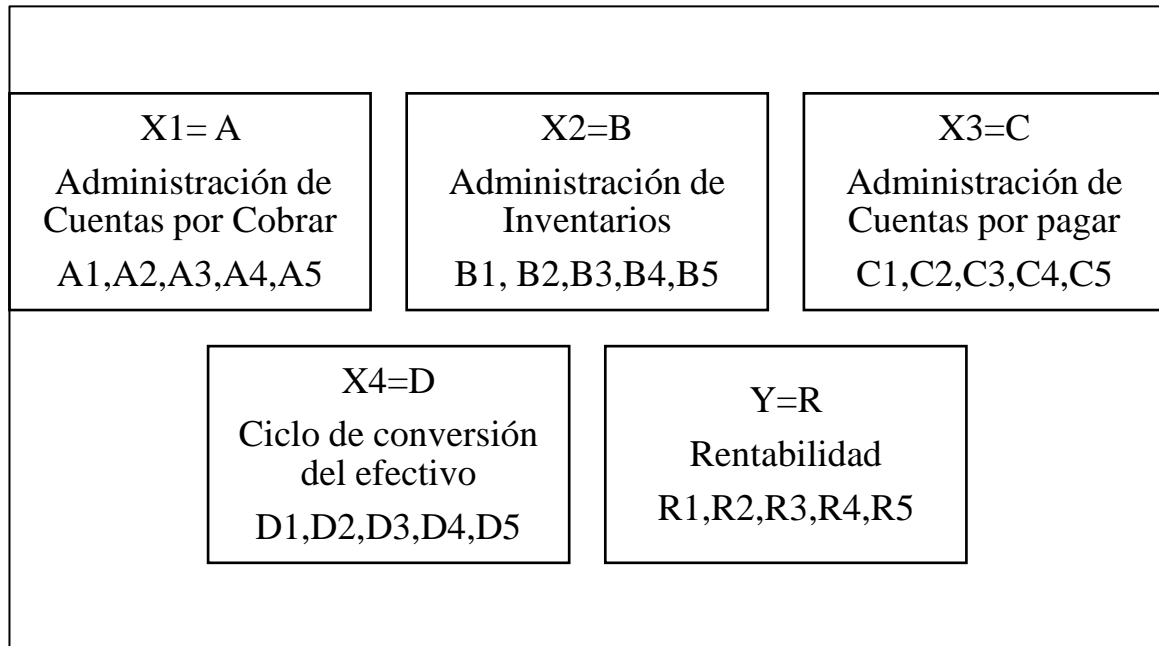 X1= A
Administración de
Cuentas por Cobrar
A1,A2,A3,A4,A5
X2=B
Administración de
Inventarios
B1, B2,B3,B4,B5
X3=C
Administración de
Cuentas por pagar
C1,C2,C3,C4,C5
X4=D
Ciclo de conversión
del efectivo
D1,D2,D3,D4,D5
Y=R
Rentabilidad
R1,R2,R3,R4,R5